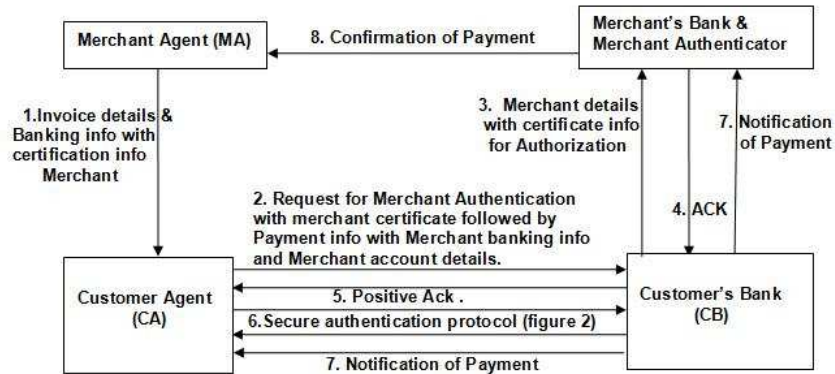 Merchant Agent (MA)
8. Confirmation of Payment
Merchant's Bank &
Merchant Authenticator
1.Invoice details &
Banking info with
certification info
Merchant
3. Merchant details
with certificate info
for Authorization
7. Notification
of Payment
2. Request for Merchant Authentication
with merchant certificate followed by
Payment info with Merchant banking info
and Merchant account details.
4. ACK
Customer Agent
(CA)
5. Positive Ack .
6.Secure authentication protocol (figure 2)
7. Notification of Payment
Customer's Bank
(CB)